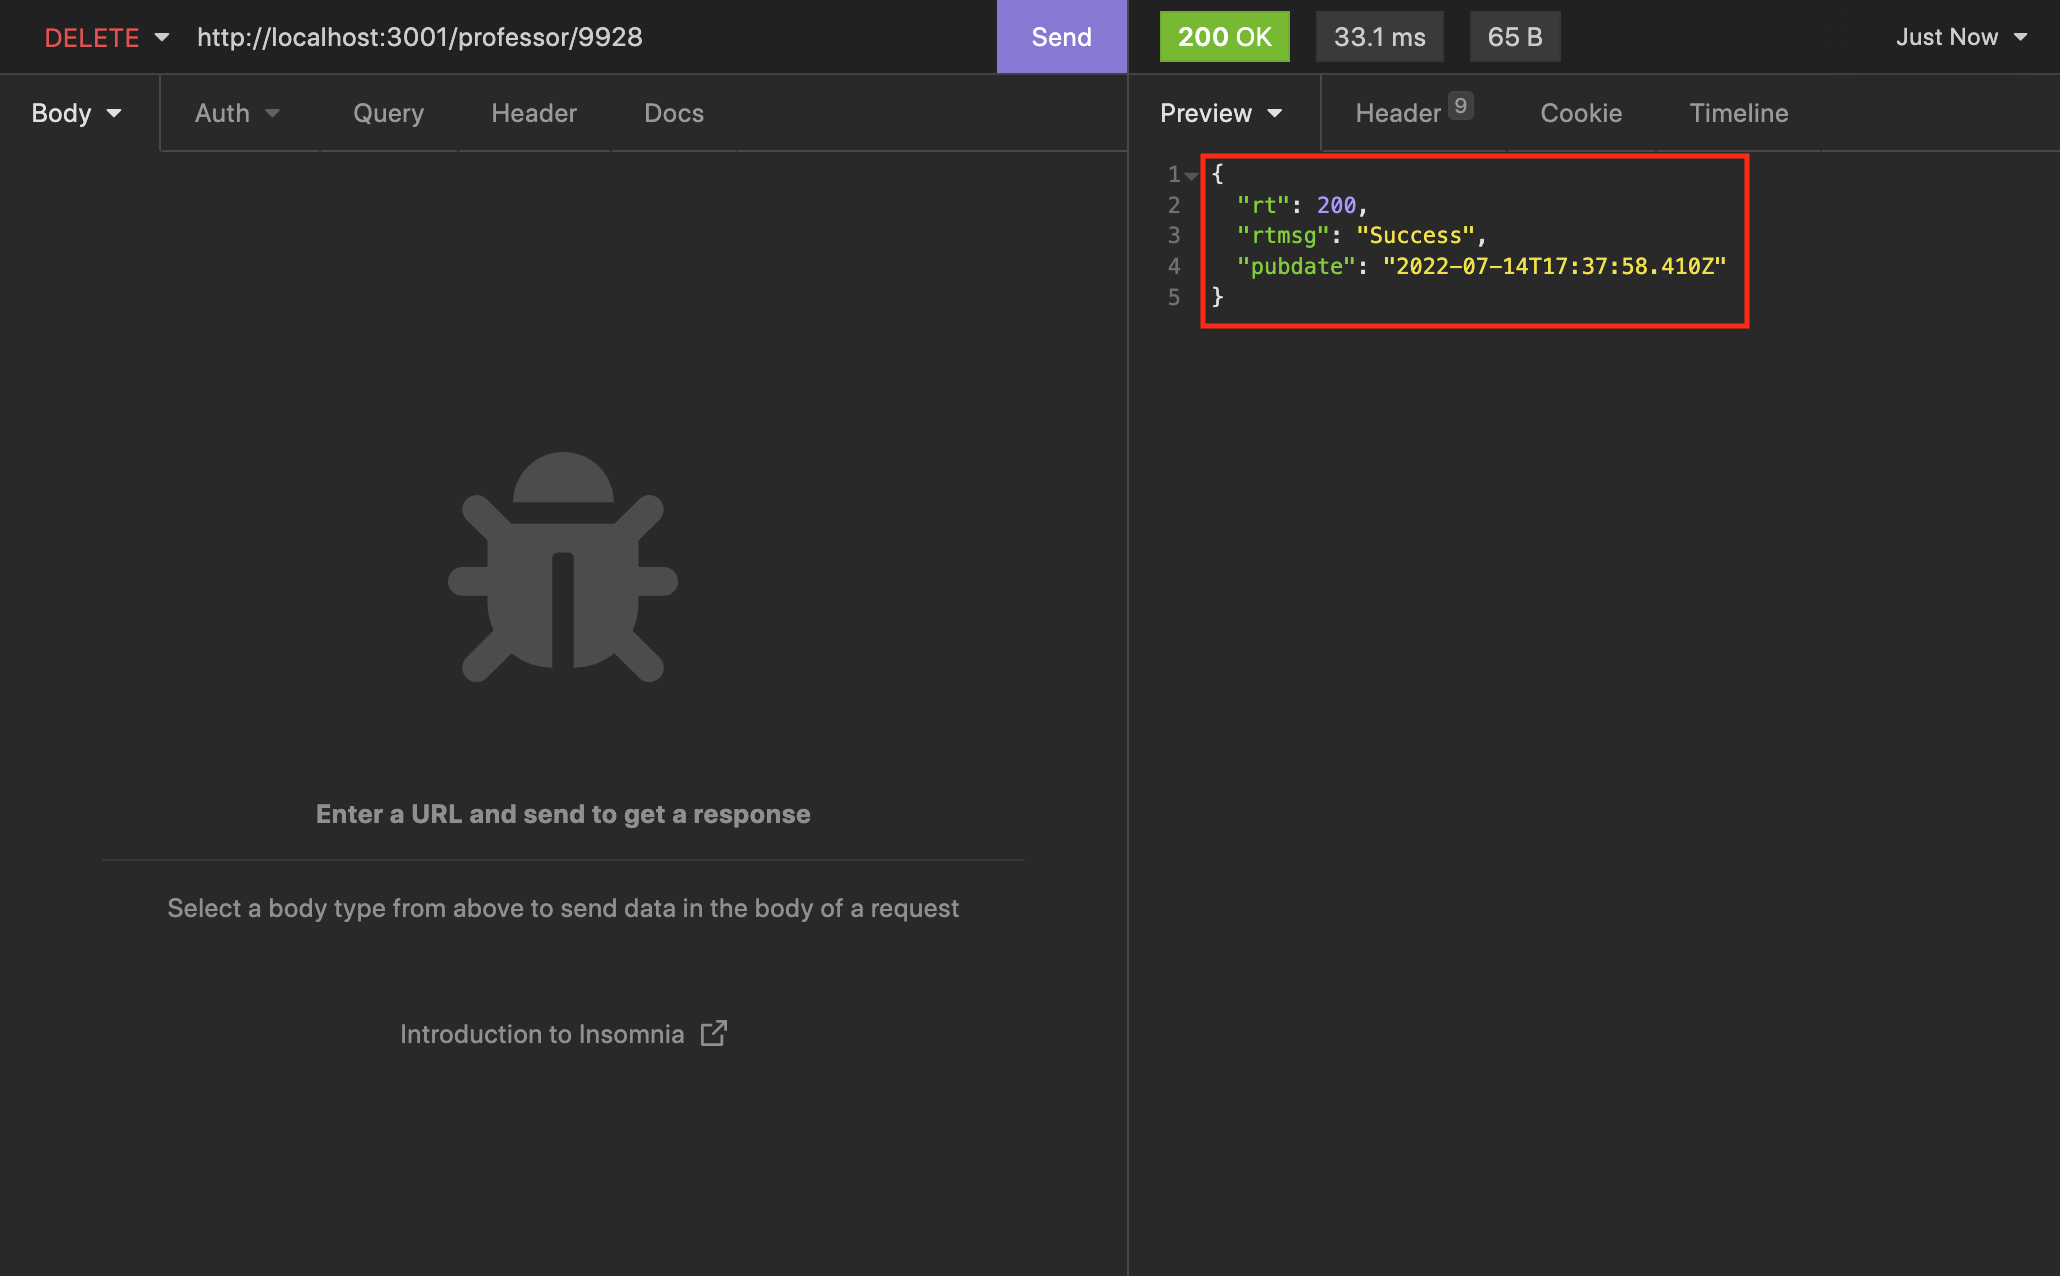 DELETE http://localhost:3001/professor/9928 Send 200 OK 33.1 ms 65 B Just Now
Body Auth Query Header Docs Preview Header 9 Cookie Timeline
1 {
2 "rt": 200,
3 "rtmsg": "Success",
4 "pubdate": "2022-07-14T17:37:58.410Z"
5 }
Enter a URL and send to get a response
Select a body type from above to send data in the body of a request
Introduction to Insomnia